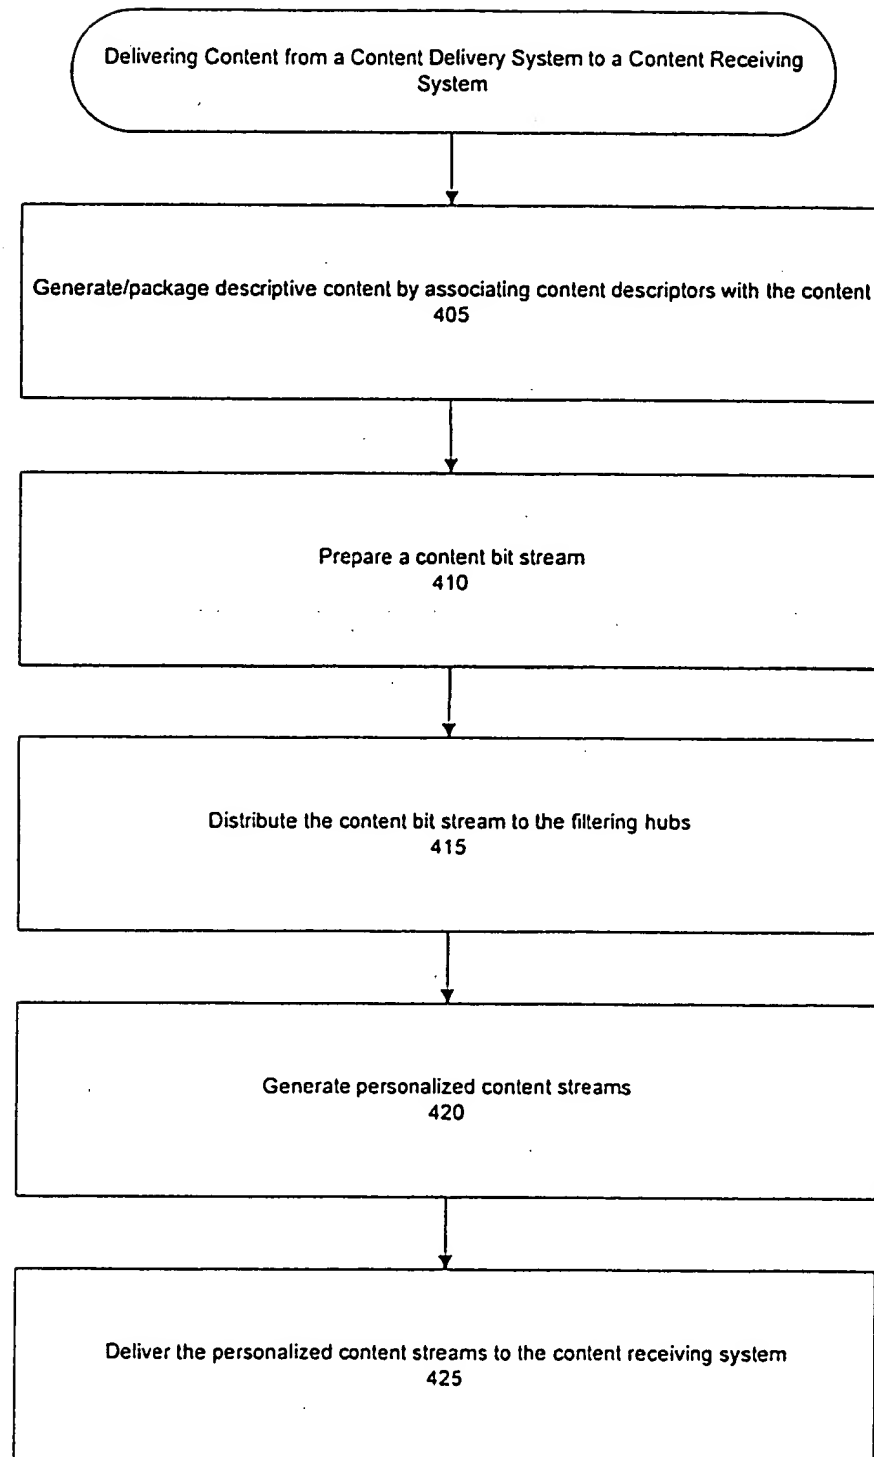 Delivering Content from a Content Delivery System to a Content Receiving
System
Generate/package descriptive content by associating content descriptors with the content
405
Prepare a content bit stream
410
Distribute the content bit stream to the filtering hubs
415
Generate personalized content streams
420
Deliver the personalized content streams to the content receiving system
425